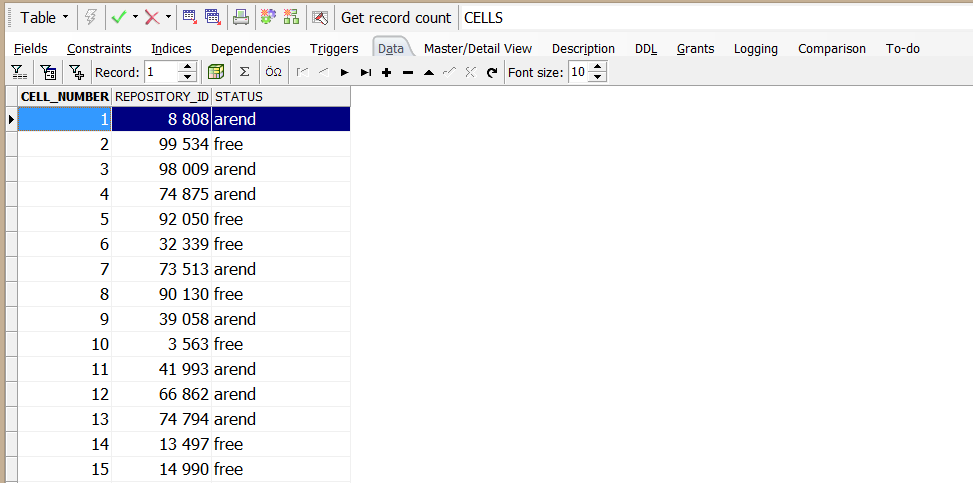 Table Get record count CELLS
Fields Constraints Indices Dependencies Triggers Data Master/Detail View Description DDL Grants Logging Comparison To-do
Record: 1 Σ ÖΩ Font size: 10
CELL_NUMBER REPOSITORY_ID STATUS
1 8 808 arend
2 99 534 free
3 98 009 arend
4 74 875 arend
5 92 050 free
6 32 339 free
7 73 513 arend
8 90 130 free
9 39 058 arend
10 3 563 free
11 41 993 arend
12 66 862 arend
13 74 794 arend
14 13 497 free
15 14 990 free